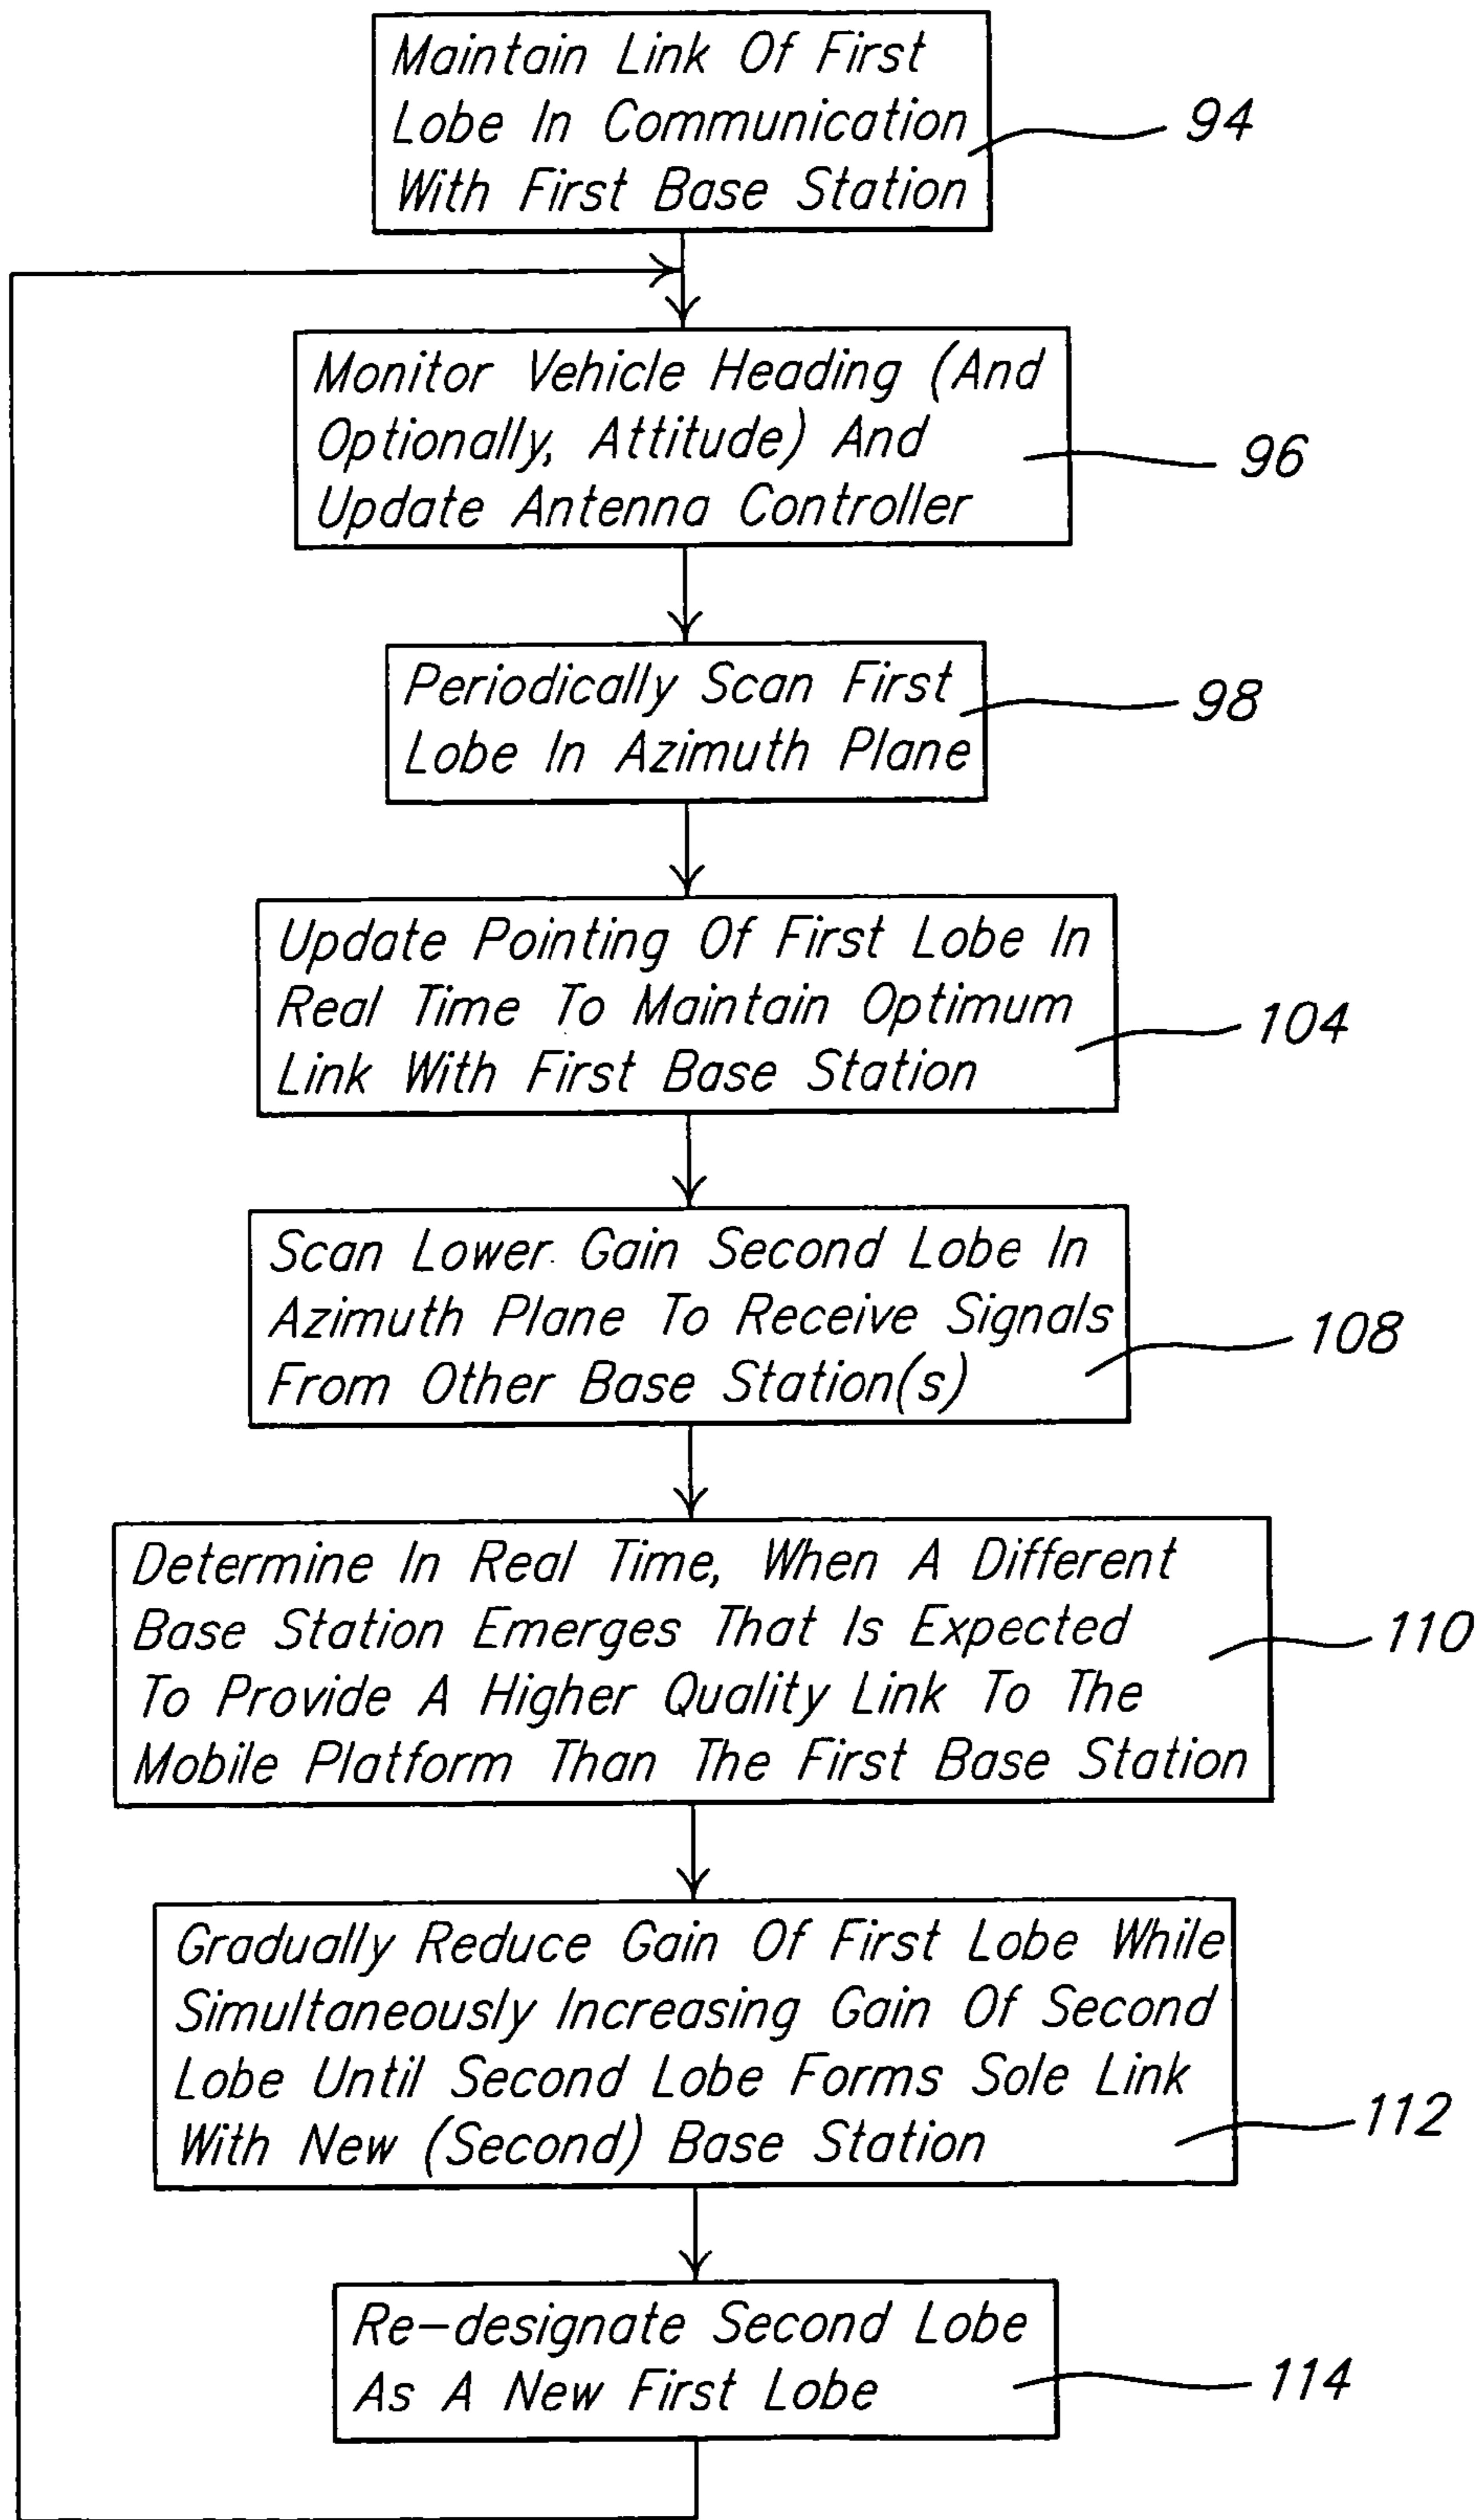 Maintain Link Of First
Lobe In Communication
With First Base Station
94
Monitor Vehicle Heading (And
Optionally, Attitude) And
Update Antenna Controller
96
Periodically Scan First
Lobe In Azimuth Plane
98
Update Pointing Of First Lobe In
Real Time To Maintain Optimum
Link With First Base Station
104
Scan Lower Gain Second Lobe In
Azimuth Plane To Receive Signals
From Other Base Station(s)
108
Determine In Real Time, When A Different
Base Station Emerges That Is Expected
To Provide A Higher Quality Link To The
Mobile Platform Than The First Base Station
110
Gradually Reduce Gain Of First Lobe While
Simultaneously Increasing Gain Of Second
Lobe Until Second Lobe Forms Sole Link
With New (Second) Base Station
112
Re-designate Second Lobe
As A New First Lobe
114